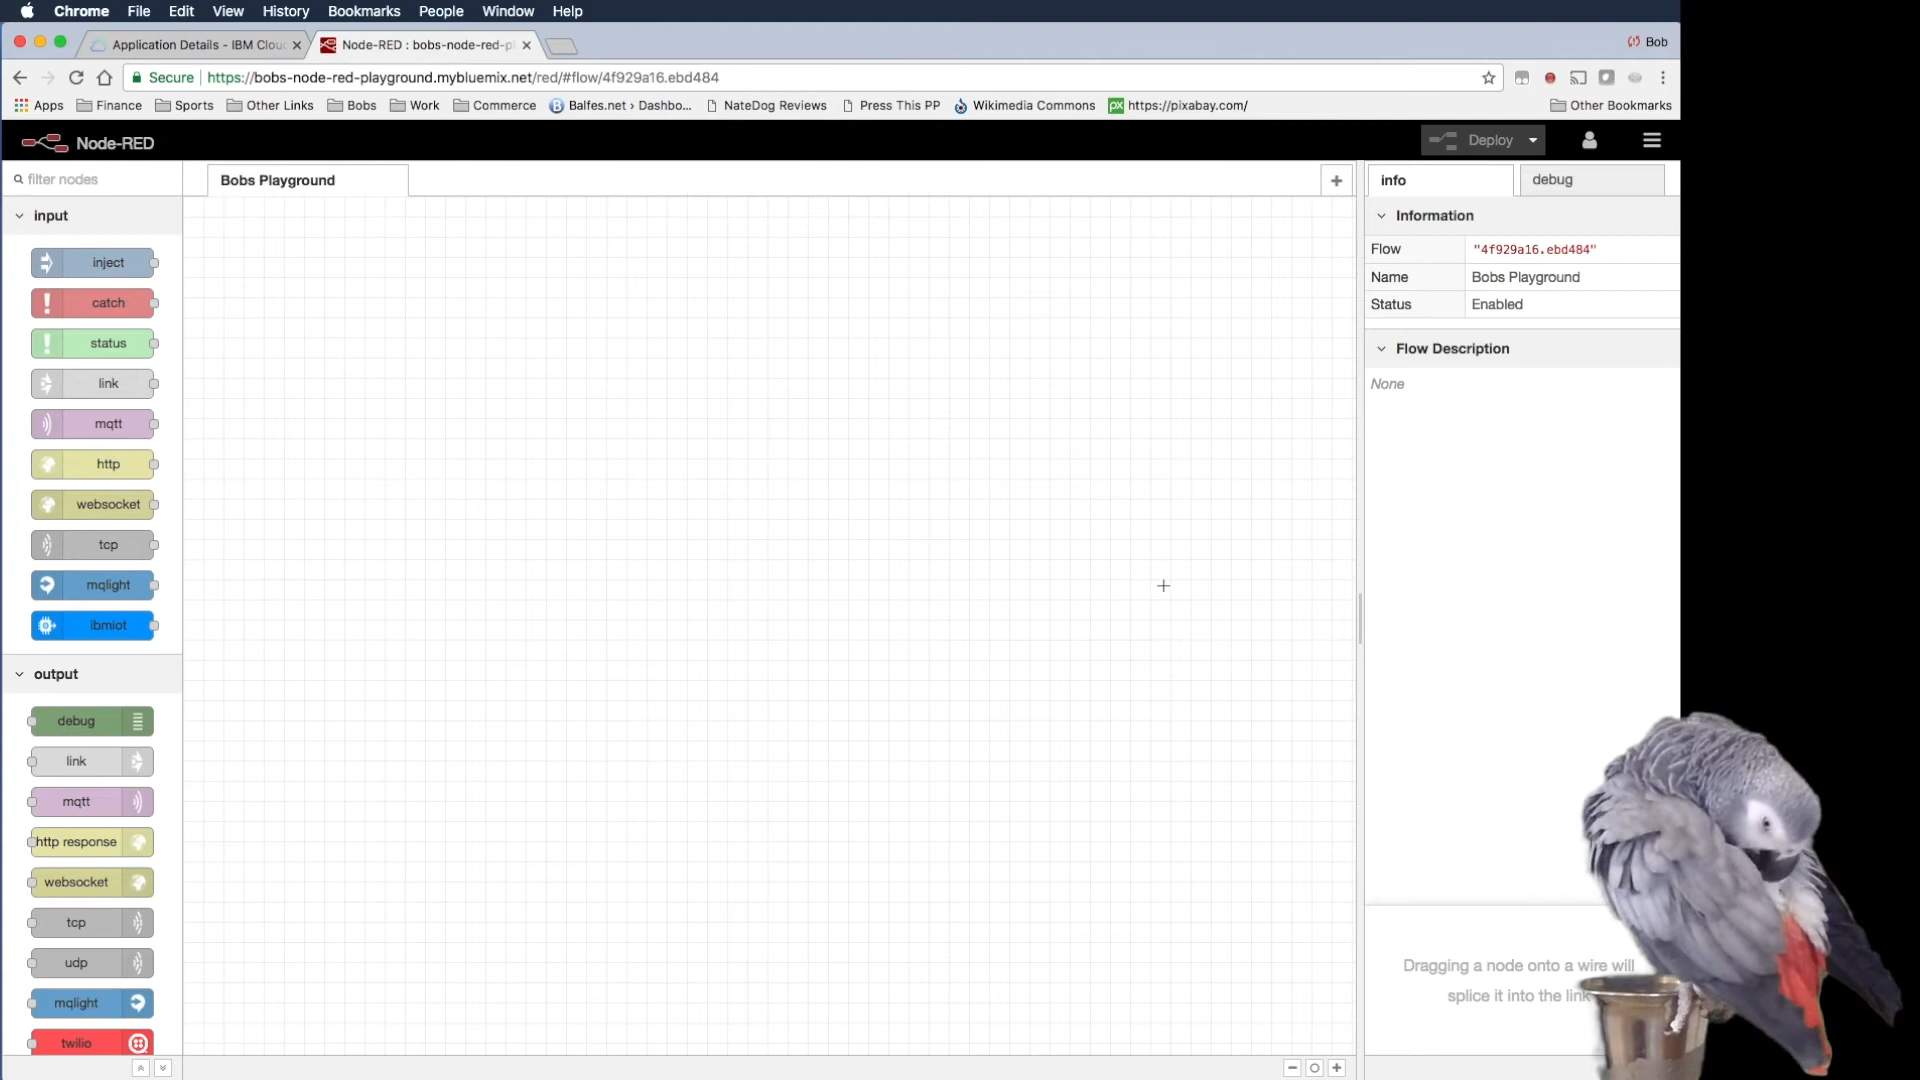 Chrome File Edit View History Bookmarks People Window Help
Application Details - IBM Clou
Node-RED : bobs-node-red-pl
Bob
Secure https://bobs-node-red-playground.mybluemix.net/red/#flow/4f929a16.ebd484
Apps Finance Sports Other Links Bobs Work Commerce Balfes.net › Dashbo... NateDog Reviews Press This PP Wikimedia Commons https://pixabay.com/ Other Bookmarks
Node-RED
Deploy
filter nodes
Bobs Playground
info
debug
input
inject
catch
status
link
mqtt
http
websocket
tcp
mqlight
ibmiot
output
debug
link
mqtt
http response
websocket
tcp
udp
mqlight
twilio
Information
Flow "4f929a16.ebd484"
Name Bobs Playground
Status Enabled
Flow Description
None
Dragging a node onto a wire will
splice it into the link